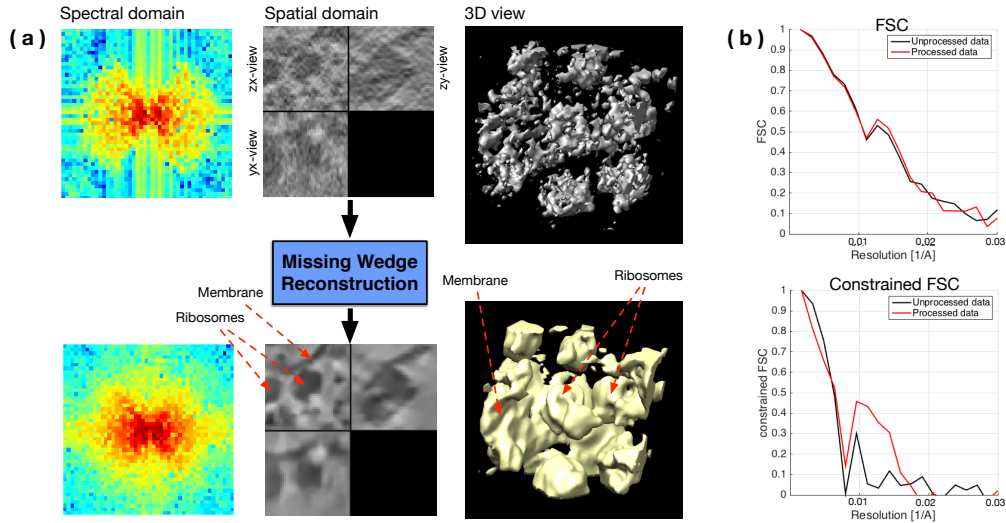 ( a )
Spectral domain
Spatial domain
3D view
zx-view
zy-view
yx-view
Missing Wedge
Reconstruction
Membrane
Ribosomes
Membrane
Ribosomes
( b )
FSC
Unprocessed data
Processed data
1
0.9
0.8
0.7
0.6
0.5
0.4
0.3
0.2
0.1
0
FSC
0.01
0.02
0.03
Resolution [1/A]
Constrained FSC
Unprocessed data
Processed data
1
0.9
0.8
0.7
0.6
0.5
0.4
0.3
0.2
0.1
0
constrained FSC
0.01
0.02
0.03
Resolution [1/A]